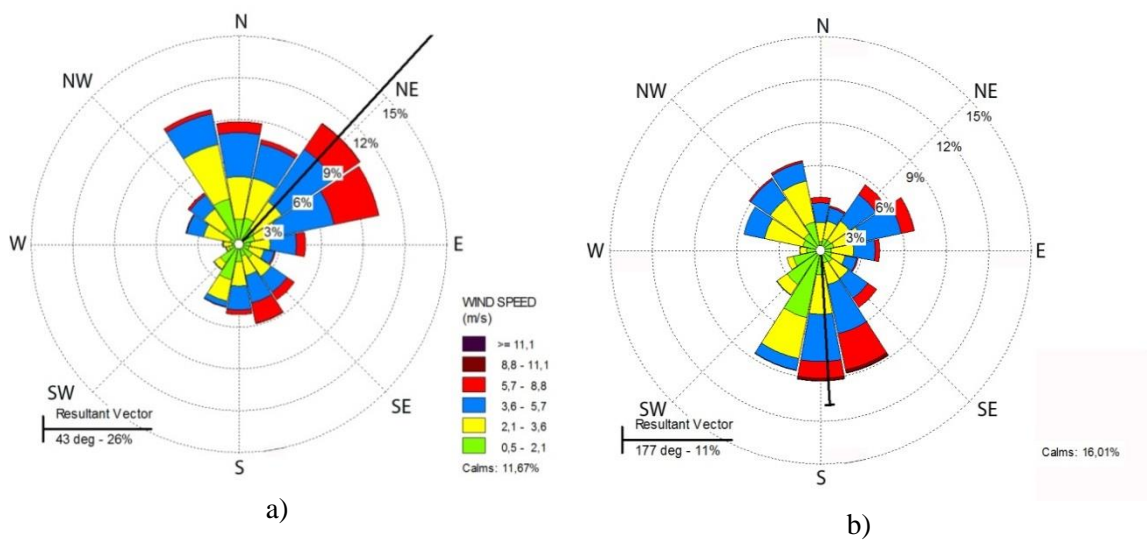 N
NW
NE
15%
12%
9%
6%
3%
W
E
SW
SE
S
Resultant Vector
43 deg - 26%
WIND SPEED
(m/s)
>= 11,1
8,8 - 11,1
5,7 - 8,8
3,6 - 5,7
2,1 - 3,6
0,5 - 2,1
Calms: 11,67%
a)
N
NW
NE
15%
12%
9%
6%
3%
W
E
SW
SE
S
Resultant Vector
177 deg - 11%
Calms: 16,01%
b)